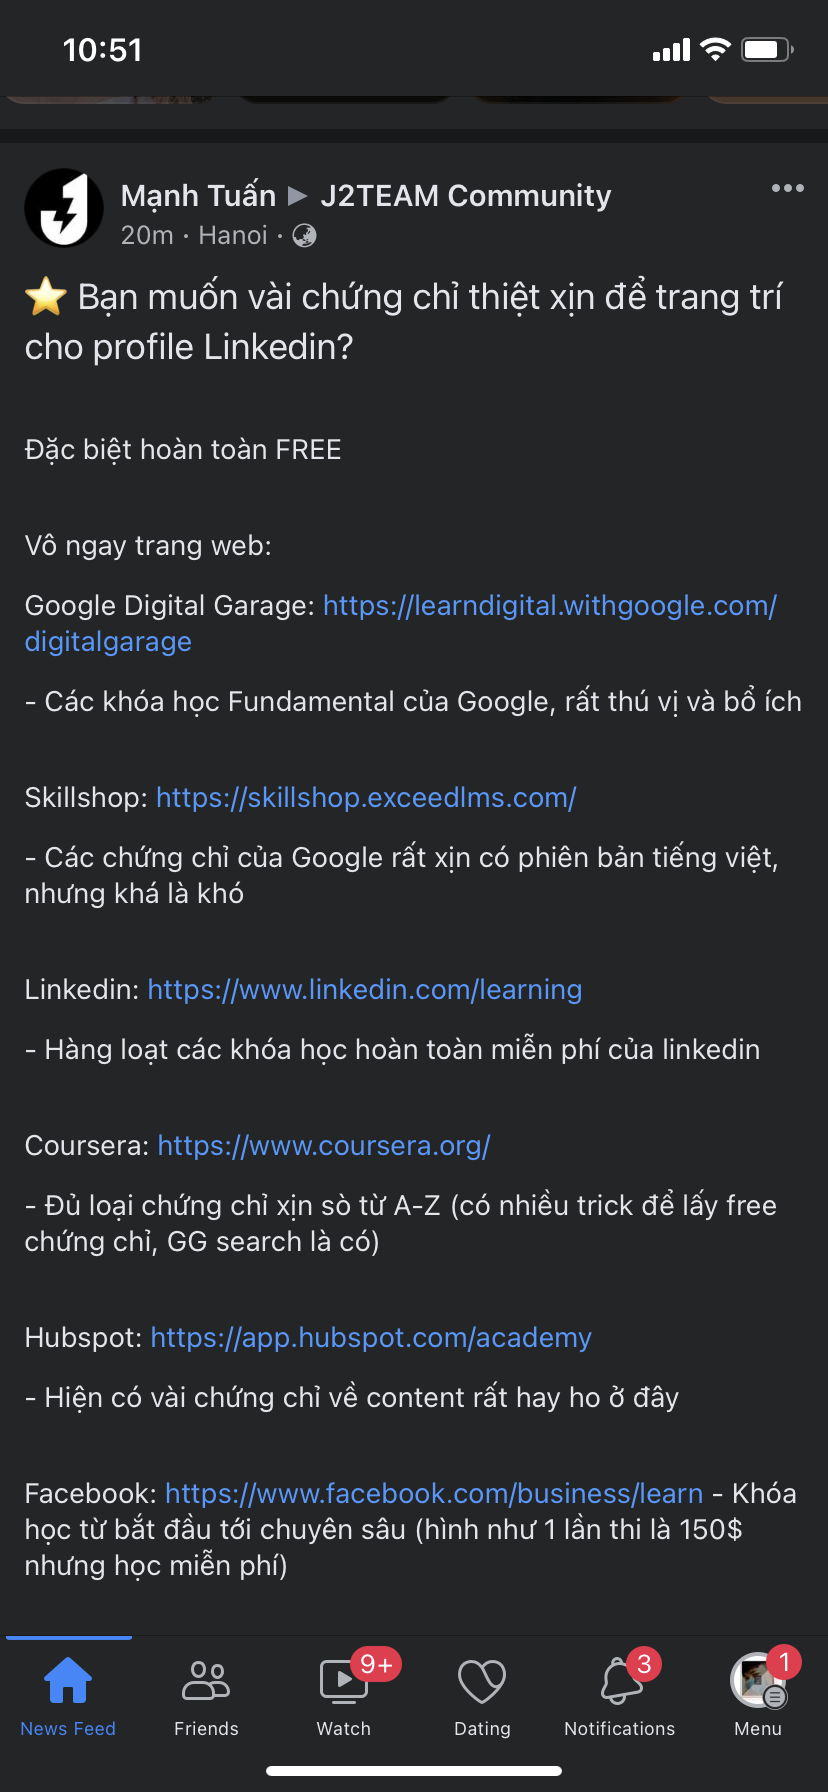 10:51
Mạnh Tuấn ▶ J2TEAM Community
20m · Hanoi ·
⭐ Bạn muốn vài chứng chỉ thiệt xịn để trang trí
cho profile Linkedin?
Đặc biệt hoàn toàn FREE
Vô ngay trang web:
Google Digital Garage: https://learndigital.withgoogle.com/
digitalgarage
- Các khóa học Fundamental của Google, rất thú vị và bổ ích
Skillshop: https://skillshop.exceedlms.com/
- Các chứng chỉ của Google rất xịn có phiên bản tiếng việt,
nhưng khá là khó
Linkedin: https://www.linkedin.com/learning
- Hàng loạt các khóa học hoàn toàn miễn phí của linkedin
Coursera: https://www.coursera.org/
- Đủ loại chứng chỉ xịn sò từ A-Z (có nhiều trick để lấy free
chứng chỉ, GG search là có)
Hubspot: https://app.hubspot.com/academy
- Hiện có vài chứng chỉ về content rất hay ho ở đây
Facebook: https://www.facebook.com/business/learn - Khóa
học từ bắt đầu tới chuyên sâu (hình như 1 lần thi là 150$
nhưng học miễn phí)
9+ 3 1
News Feed Friends Watch Dating Notifications Menu